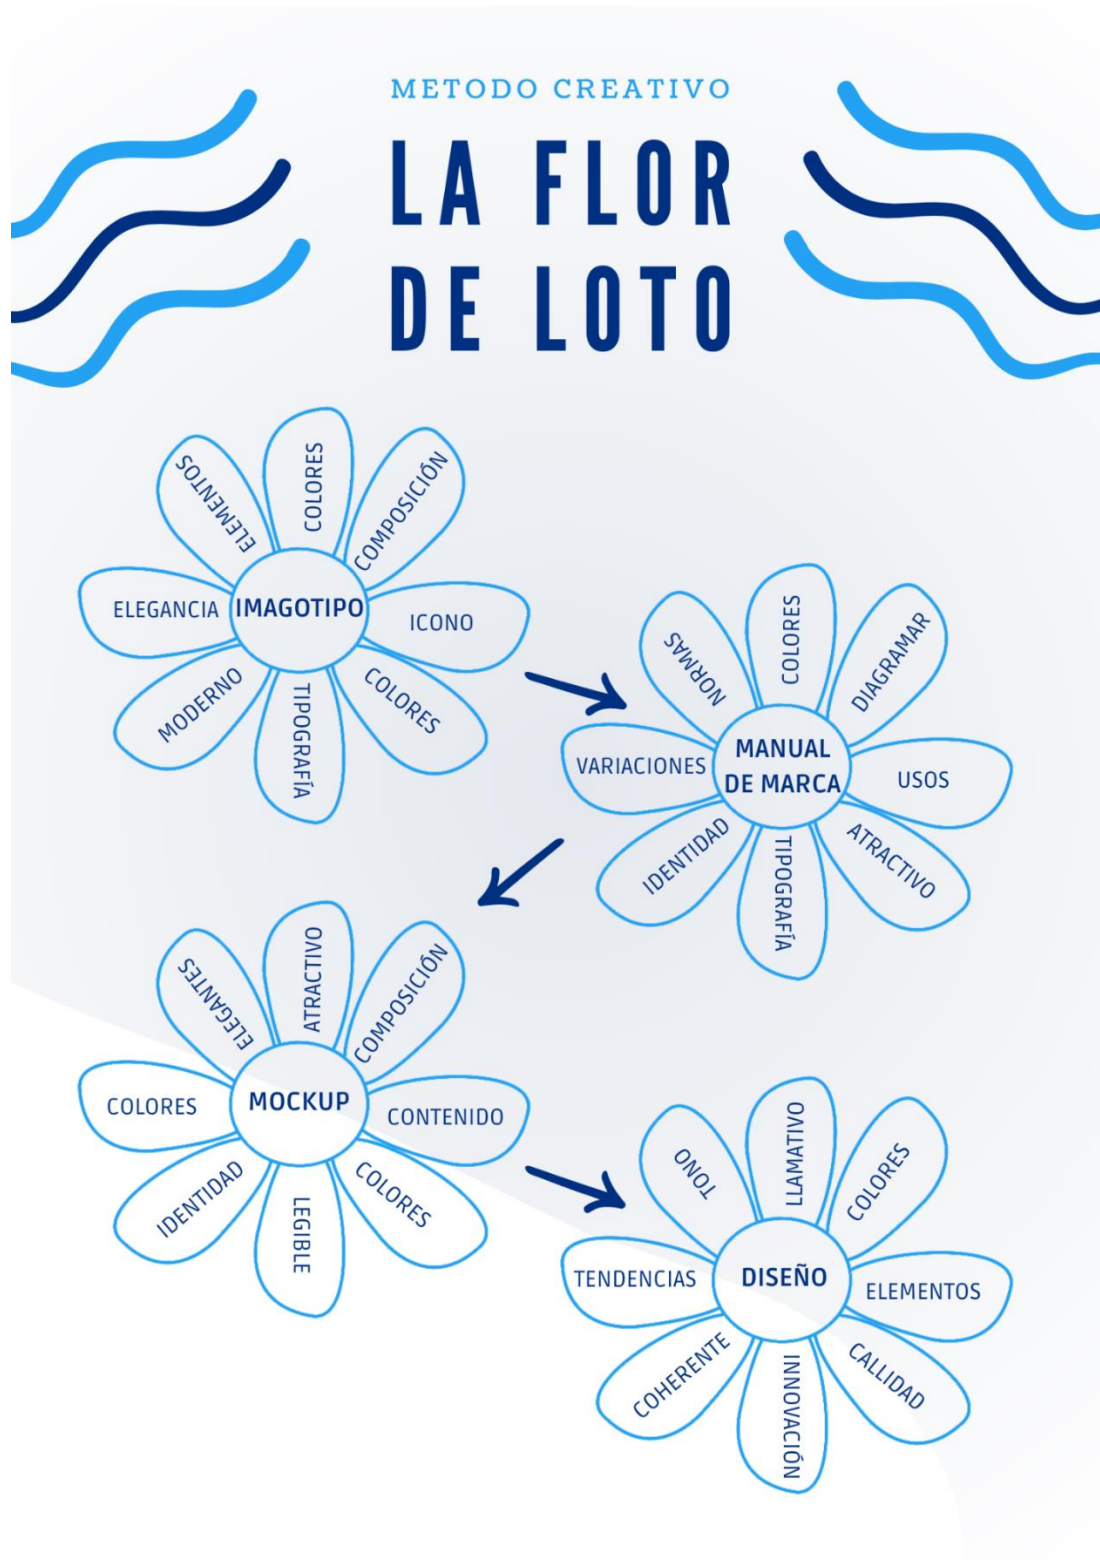 METODO CREATIVO
LA FLOR
DE LOTO
ELEMENTOS
COLORES
COMPOSICIÓN
ELEGANCIA
IMAGOTIPO
ICONO
MODERNO
TIPOGRAFÍA
COLORES
NORMAS
COLORES
DIAGRAMAR
VARIACIONES
MANUAL
DE MARCA
USOS
IDENTIDAD
TIPOGRAFÍA
ATRACTIVO
ELEGANTES
ATRACTIVO
COMPOSICIÓN
COLORES
MOCKUP
CONTENIDO
IDENTIDAD
LEGIBLE
COLORES
TONO
LLAMATIVO
COLORES
TENDENCIAS
DISEÑO
ELEMENTOS
COHERENTE
INNOVACIÓN
CALLIDAD